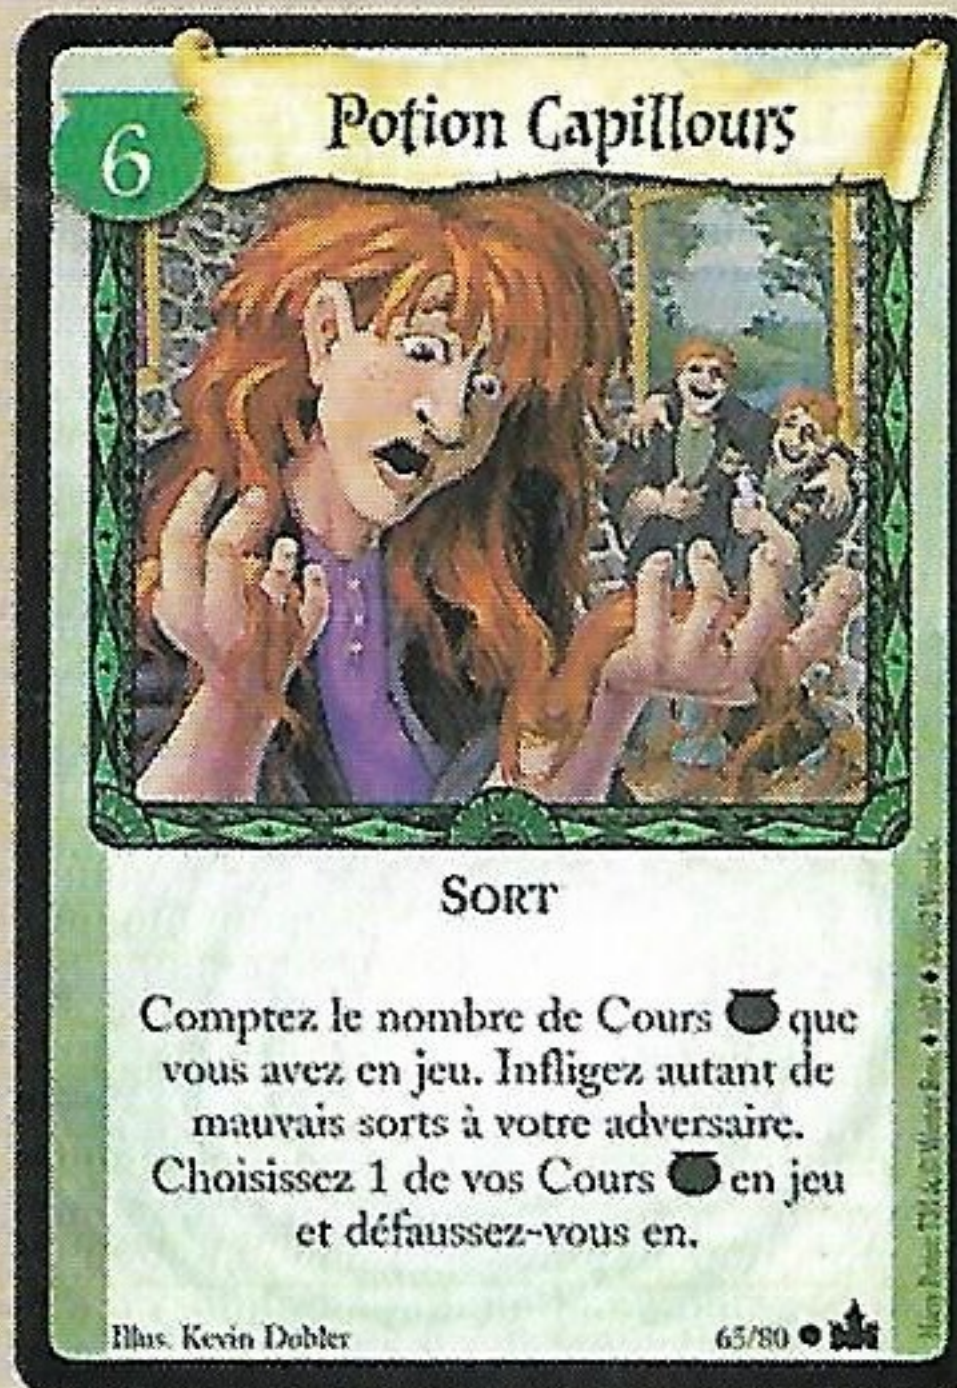 6
Potion Capillours
SORT
Comptez le nombre de Cours que
vous avez en jeu. Infligez autant de
mauvais sorts à votre adversaire.
Choisissez 1 de vos Cours en jeu
et défaussez-vous en.
Illus. Kevin Dobler
65/80